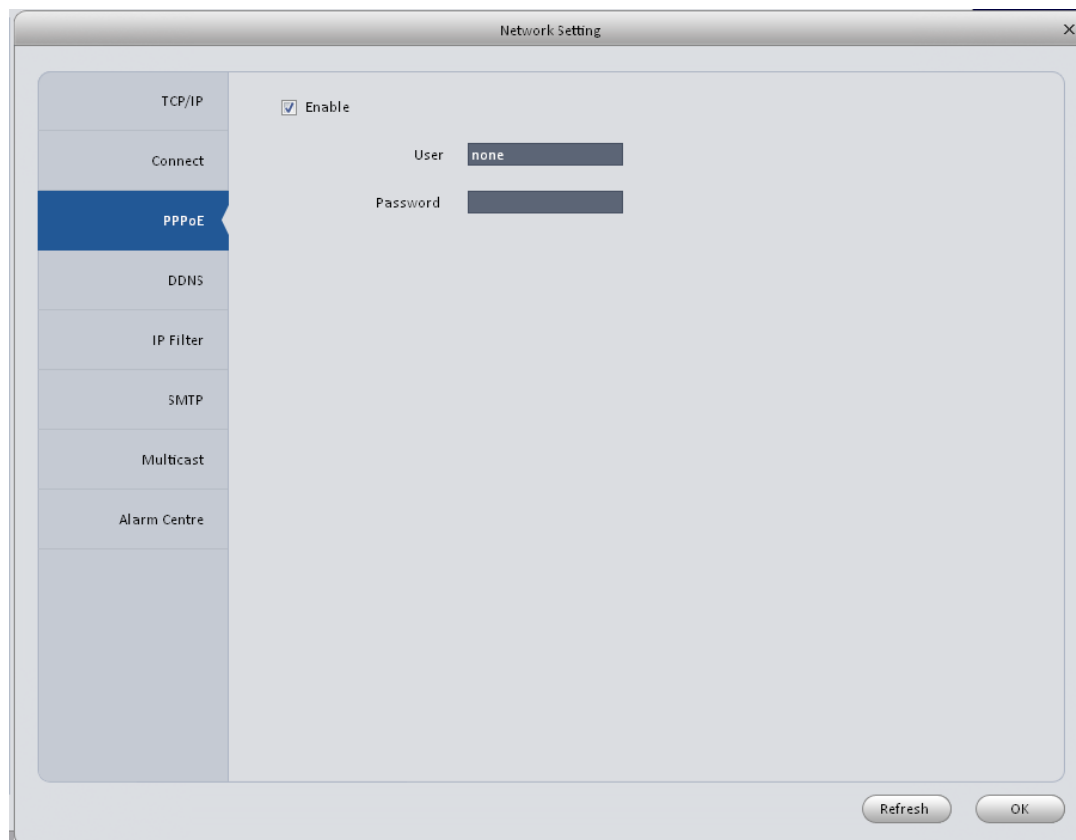 Network Setting
TCP/IP
Connect
PPPoE
DDNS
IP Filter
SMTP
Multicast
Alarm Centre
Enable
User none
Password
Refresh OK